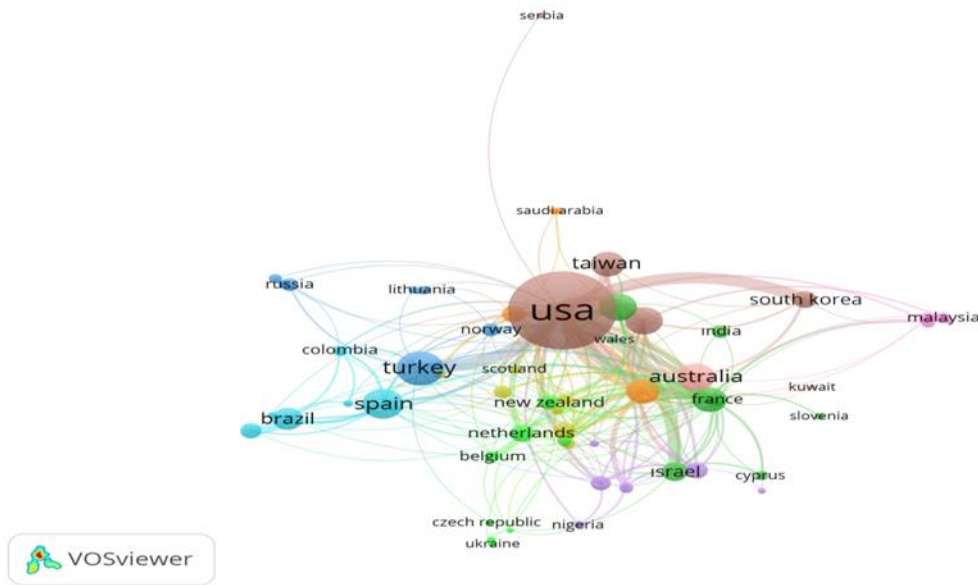 serbia
saudi arabia
taiwan
russia
lithuania
usa
south korea
malaysia
norway
wales
india
colombia
turkey
scotland
australia
kuwait
brazil
spain
new zealand
france
slovenia
netherlands
belgium
israel
cyprus
czech republic
nigeria
ukraine
VOSviewer